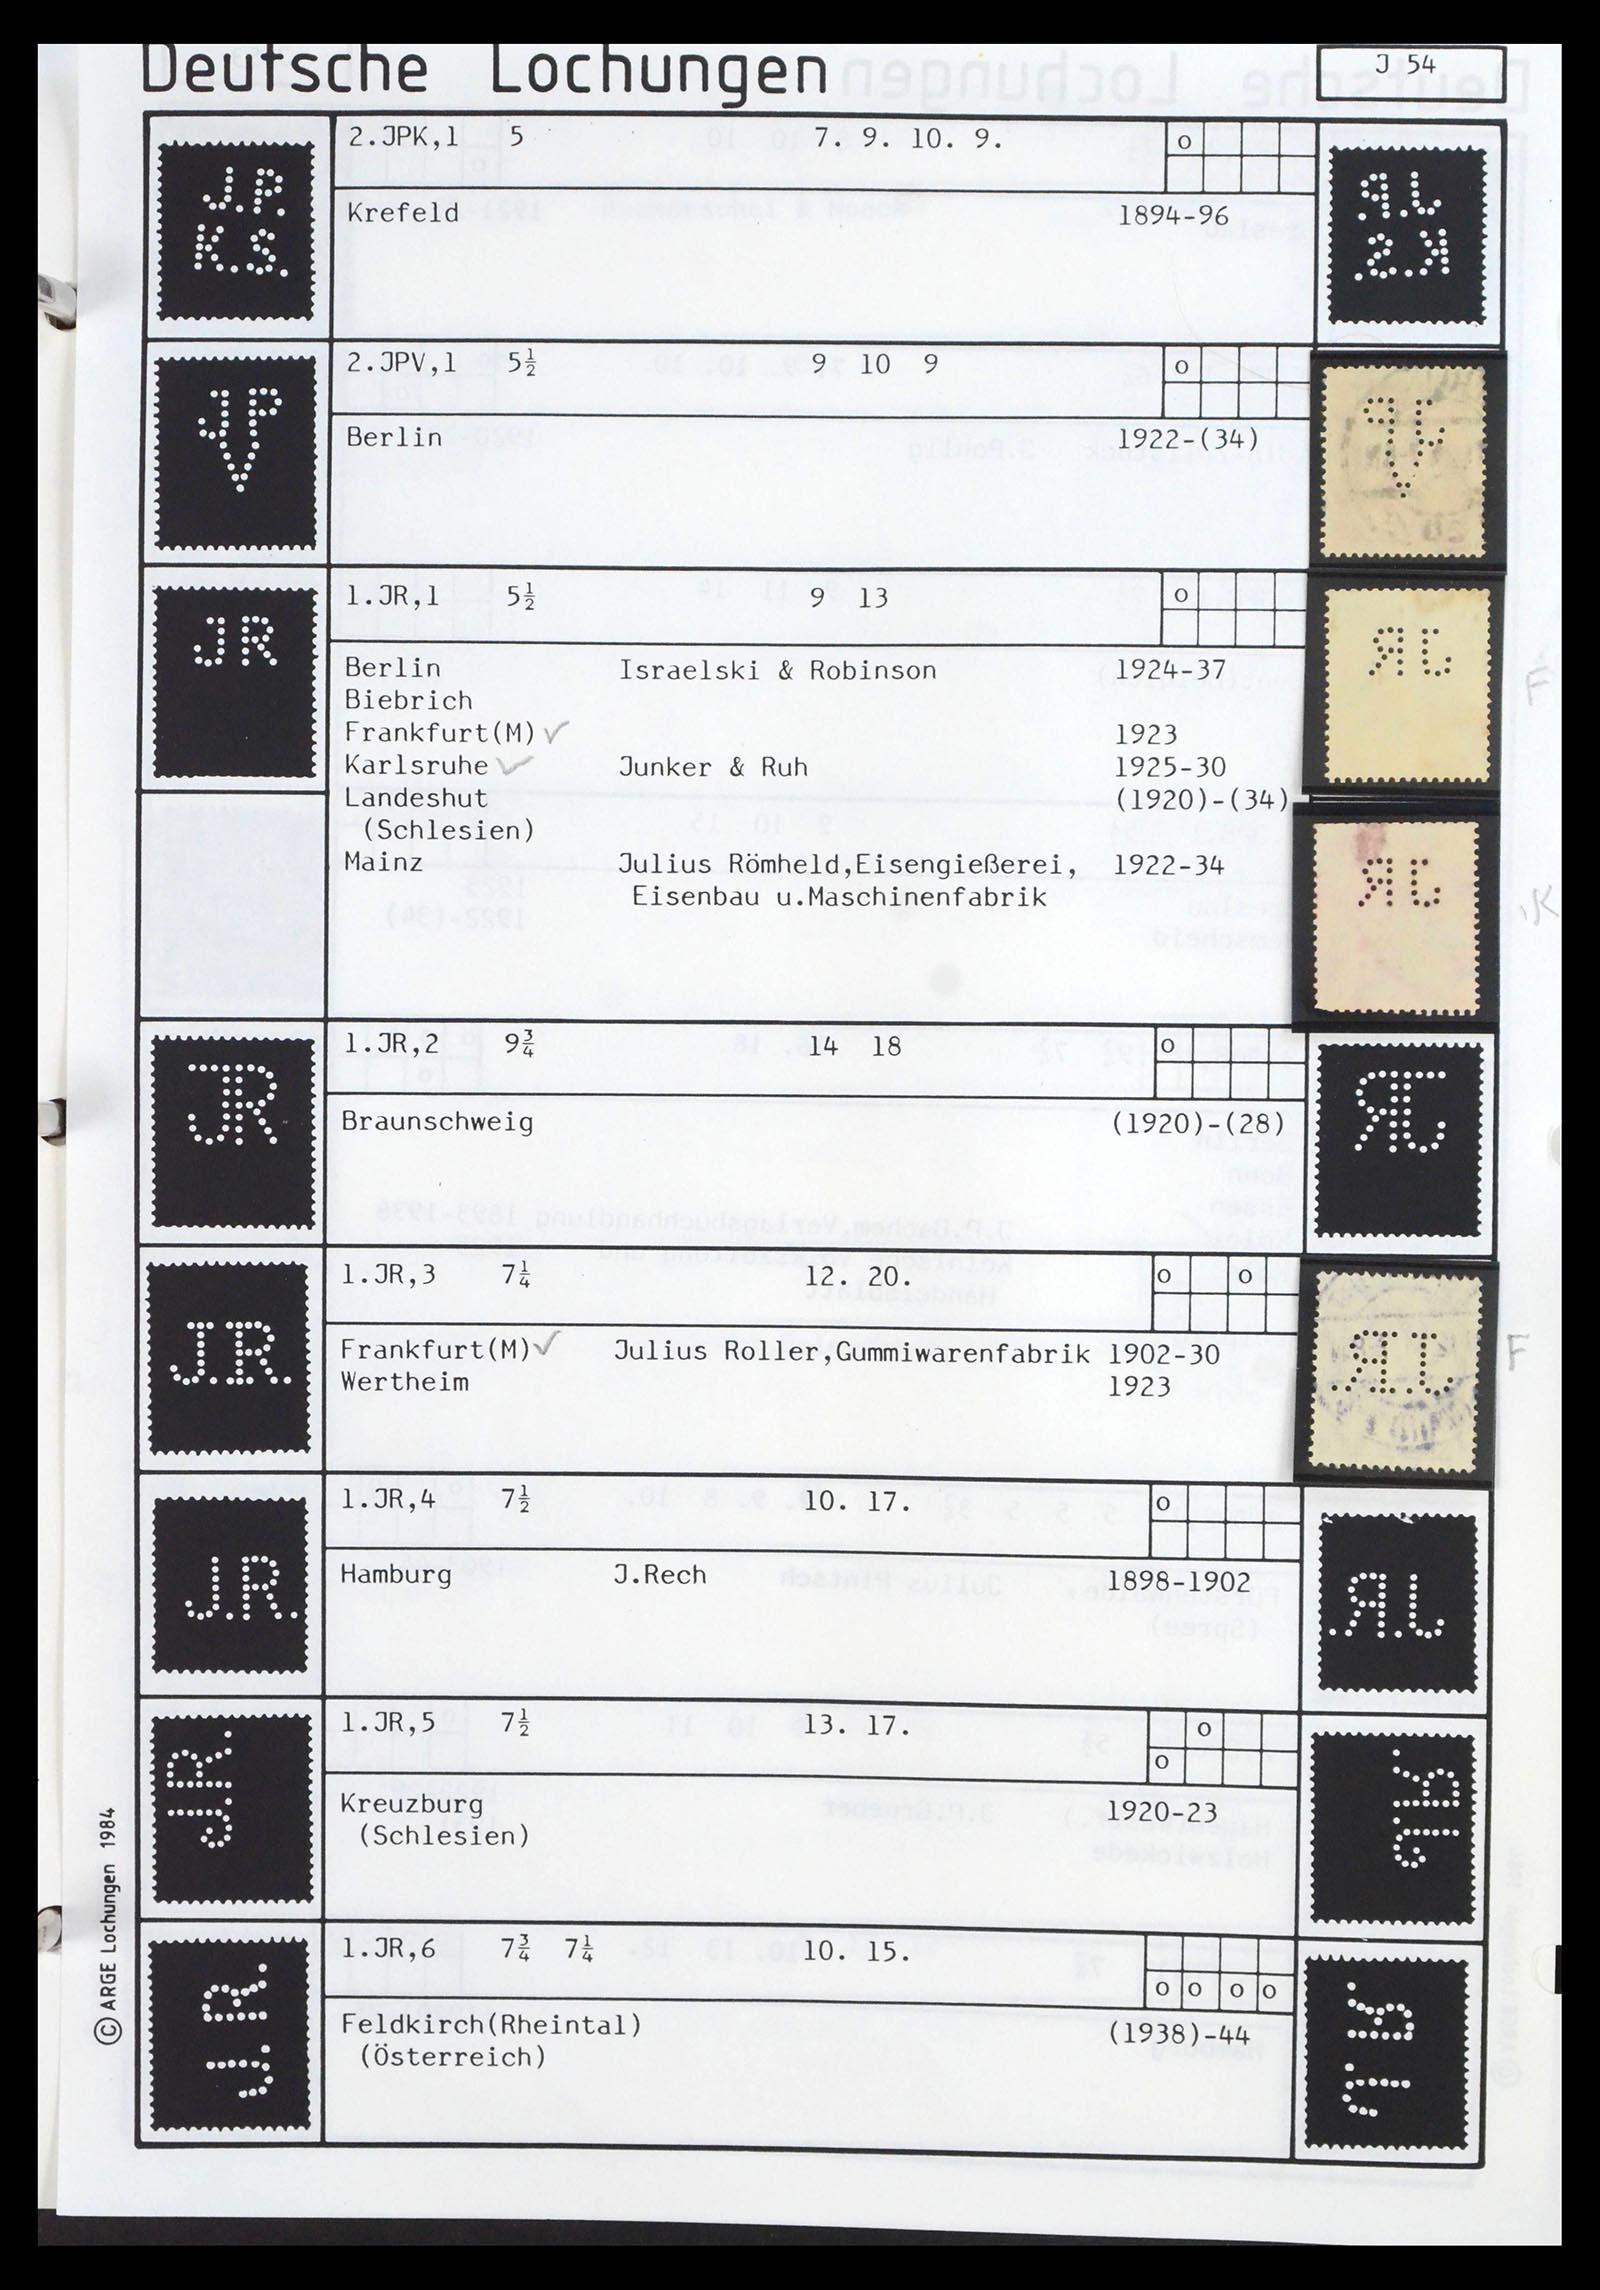 Deutsche Lochungen
J 54
J.P.
K.S.
2.JPK,1 5 7. 9. 10. 9. o
Krefeld 1894-96
JP
V
2.JPV,1 5½ 9 10 9 o
Berlin 1922-(34)
JR
1.JR,1 5½ 9 13 o
Berlin Israelski & Robinson 1924-37
Biebrich
Frankfurt(M) ✓ 1923
Karlsruhe ✓ Junker & Ruh 1925-30
Landeshut (1920)-(34)
(Schlesien)
Mainz Julius Römheld,Eisengießerei, 1922-34
Eisenbau u.Maschinenfabrik
F
K
JR
1.JR,2 9¾ 14 18 o
Braunschweig (1920)-(28)
J.R.
1.JR,3 7¼ 12. 20. o o
Frankfurt(M) ✓ Julius Roller,Gummiwarenfabrik 1902-30
Wertheim 1923
F
J.R.
1.JR,4 7½ 10. 17. o
Hamburg J.Rech 1898-1902
J.R.
1.JR,5 7½ 13. 17. o
o
Kreuzburg 1920-23
(Schlesien)
J.R.
1.JR,6 7¾ 7¼ 10. 15.
o o o o
Feldkirch(Rheintal) (1938)-44
(Österreich)
© ARGE Lochungen 1984